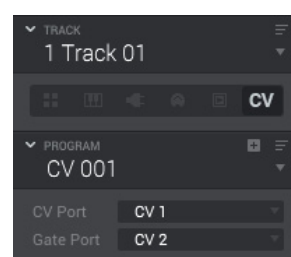 TRACK
1 Track 01
CV
PROGRAM
CV 001
CV Port CV 1
Gate Port CV 2